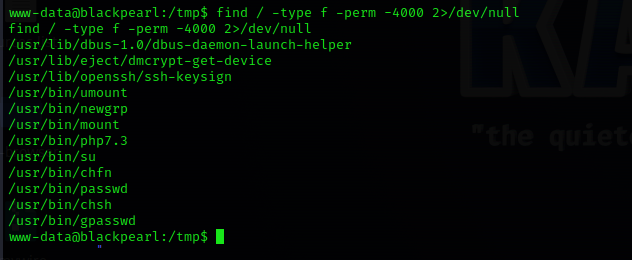 www-data@blackpearl:/tmp$ find / -type f -perm -4000 2>/dev/null
find / -type f -perm -4000 2>/dev/null
/usr/lib/dbus-1.0/dbus-daemon-launch-helper
/usr/lib/eject/dmcrypt-get-device
/usr/lib/openssh/ssh-keysign
/usr/bin/umount
/usr/bin/newgrp
/usr/bin/mount
/usr/bin/php7.3
/usr/bin/su
/usr/bin/chfn
/usr/bin/passwd
/usr/bin/chsh
/usr/bin/gpasswd
www-data@blackpearl:/tmp$
KA
"the quiet